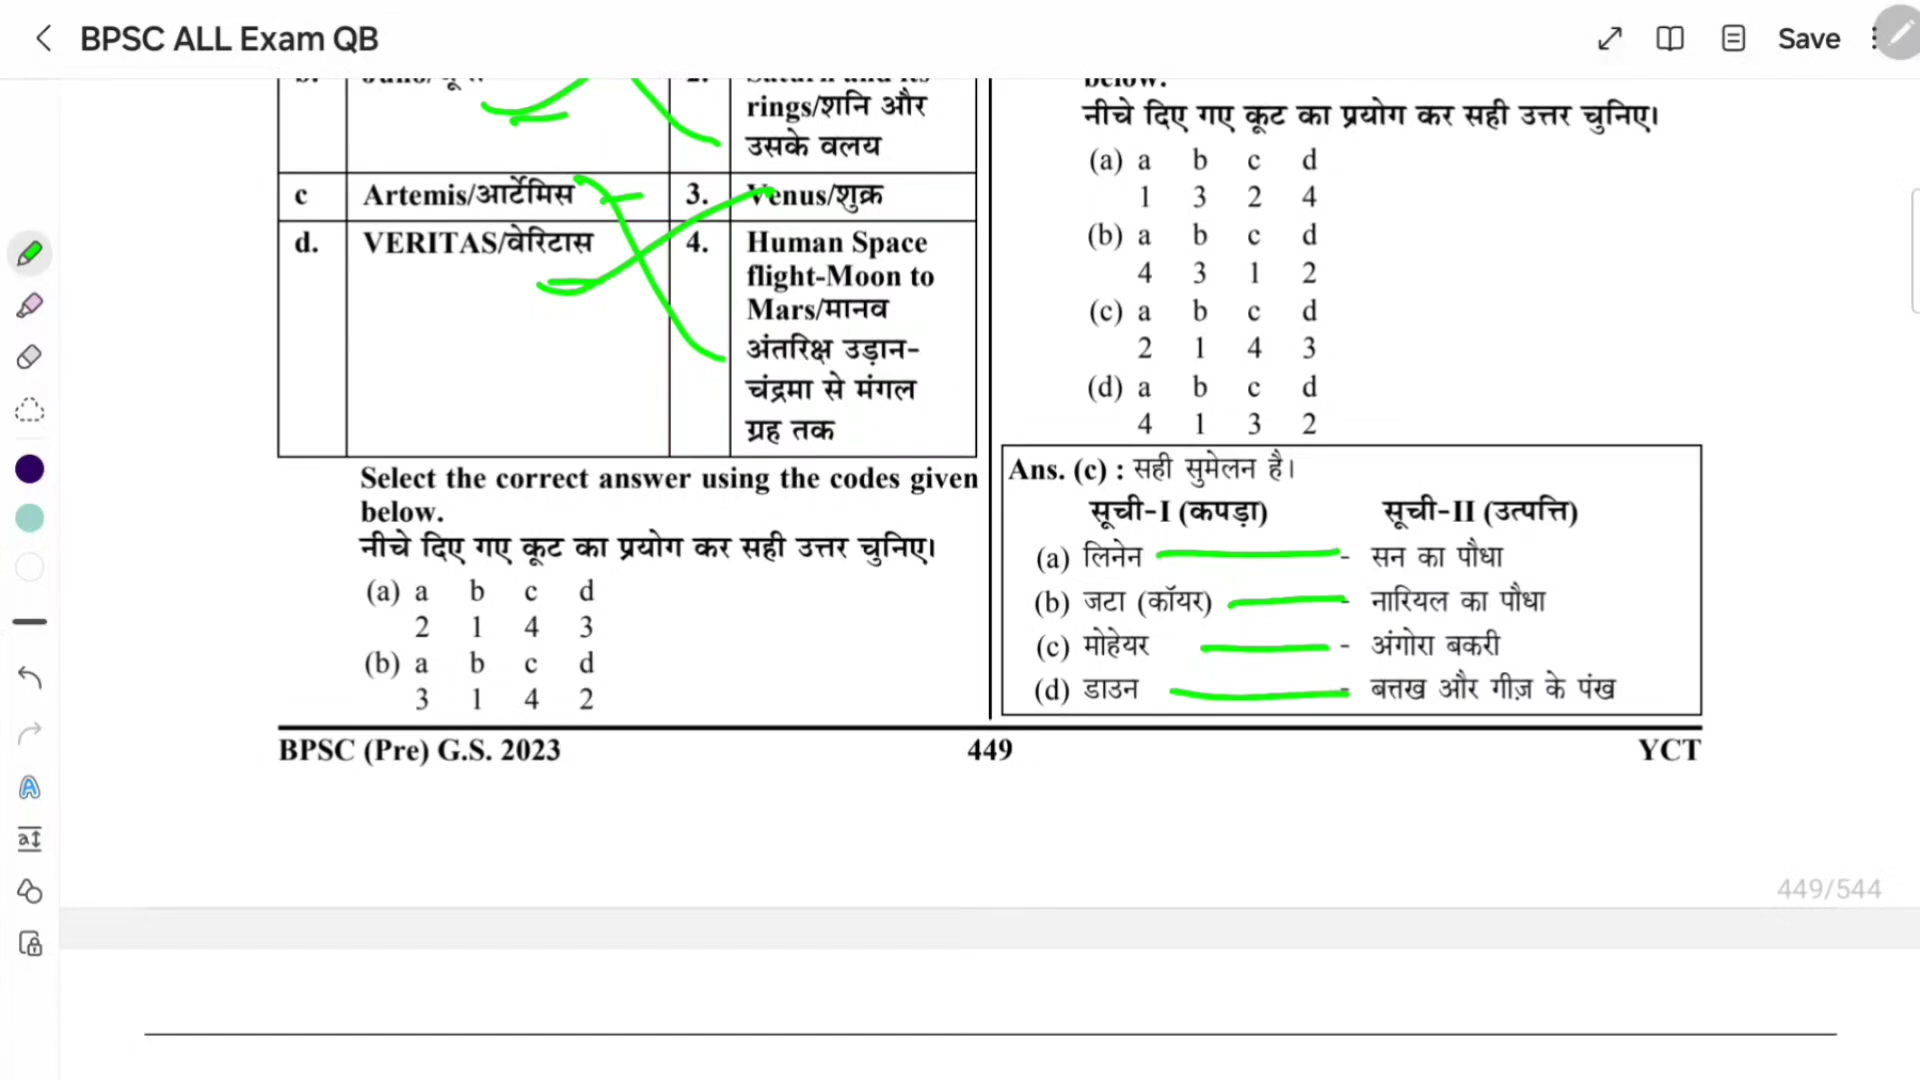 BPSC ALL Exam QB
Save
rings/शनि और
उसके वलय
c Artemis/आर्टेमिस 3. Venus/शुक्र
d. VERITAS/वेरिटास 4. Human Space
flight-Moon to
Mars/मानव
अंतरिक्ष उड़ान-
चंद्रमा से मंगल
ग्रह तक
Select the correct answer using the codes given
below.
नीचे दिए गए कूट का प्रयोग कर सही उत्तर चुनिए।
(a) a b c d
2 1 4 3
(b) a b c d
3 1 4 2
below.
नीचे दिए गए कूट का प्रयोग कर सही उत्तर चुनिए।
(a) a b c d
1 3 2 4
(b) a b c d
4 3 1 2
(c) a b c d
2 1 4 3
(d) a b c d
4 1 3 2
Ans. (c) : सही सुमेलन है।
सूची-I (कपड़ा) सूची-II (उत्पत्ति)
(a) लिनेन - सन का पौधा
(b) जटा (कॉयर) - नारियल का पौधा
(c) मोहेयर - अंगोरा बकरी
(d) डाउन - बत्तख और गीज़ के पंख
BPSC (Pre) G.S. 2023 449 YCT
449/544